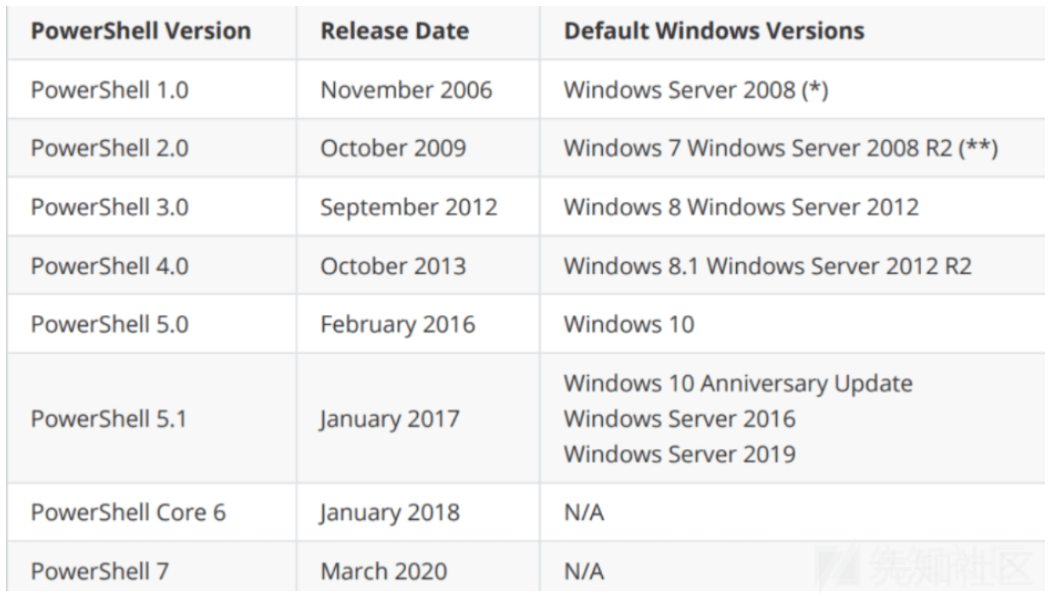 PowerShell Version Release Date Default Windows Versions
PowerShell 1.0 November 2006 Windows Server 2008 (*)
PowerShell 2.0 October 2009 Windows 7 Windows Server 2008 R2 (**)
PowerShell 3.0 September 2012 Windows 8 Windows Server 2012
PowerShell 4.0 October 2013 Windows 8.1 Windows Server 2012 R2
PowerShell 5.0 February 2016 Windows 10
PowerShell 5.1 January 2017 Windows 10 Anniversary Update
Windows Server 2016
Windows Server 2019
PowerShell Core 6 January 2018 N/A
PowerShell 7 March 2020 N/A
先知社区